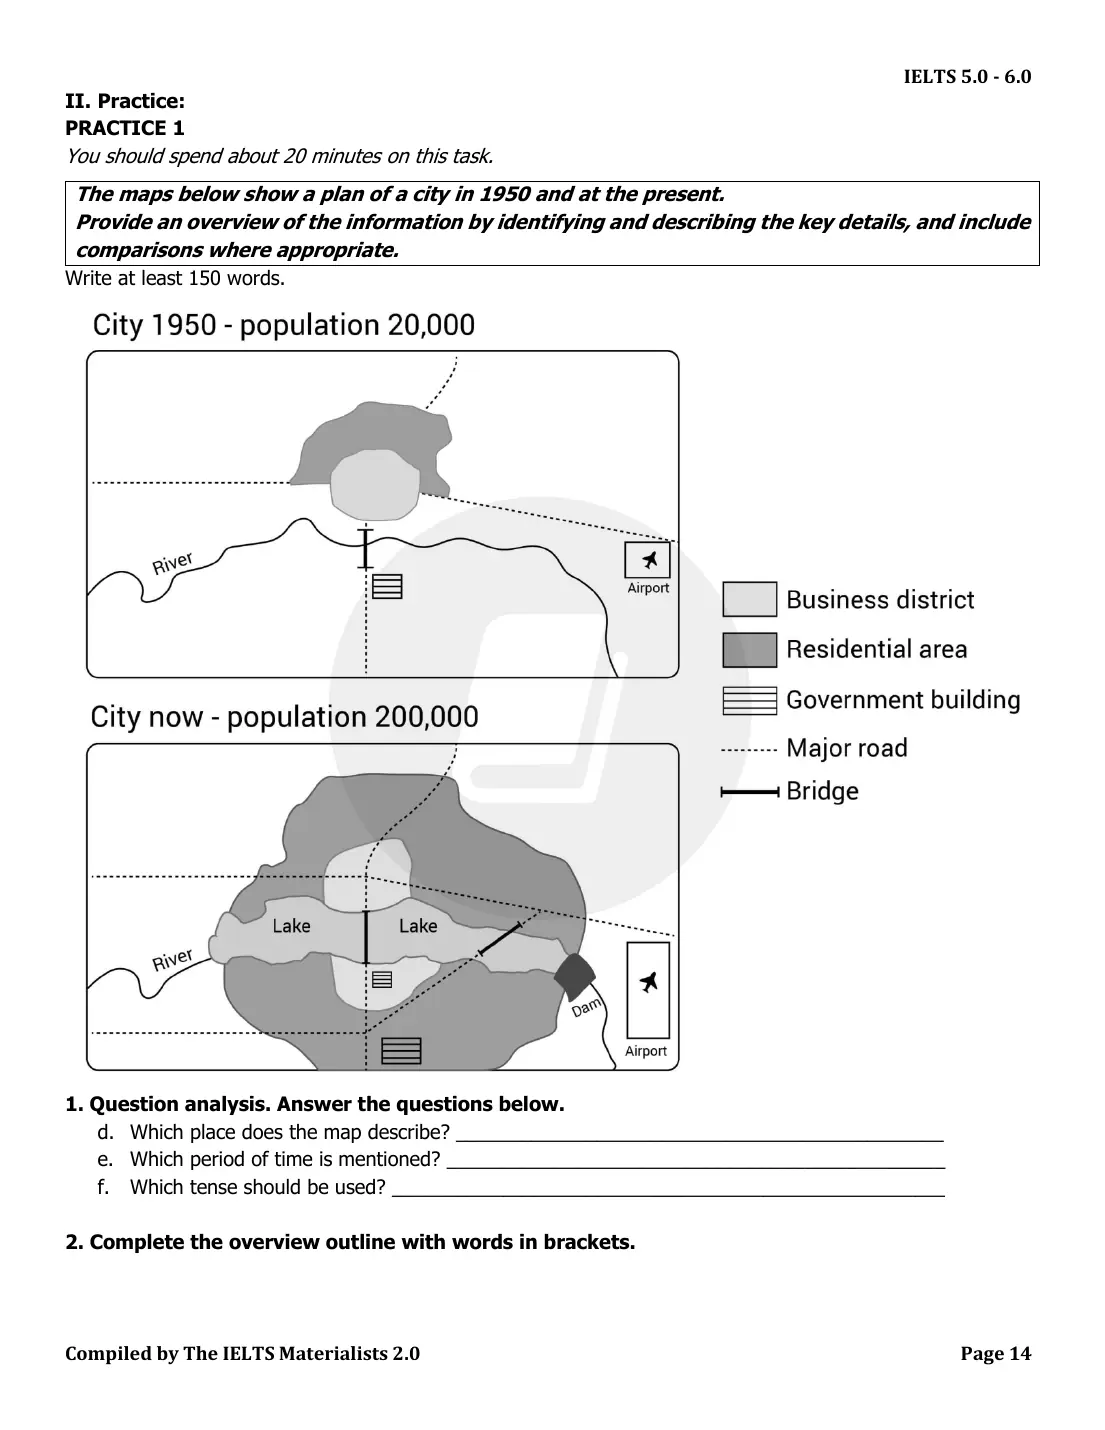 IELTS 5.0 - 6.0
II. Practice:
PRACTICE 1
You should spend about 20 minutes on this task.
The maps below show a plan of a city in 1950 and at the present.
Provide an overview of the information by identifying and describing the key details, and include
comparisons where appropriate.
Write at least 150 words.
City 1950 - population 20,000
River
Airport
Business district
Residential area
Government building
Major road
Bridge
City now - population 200,000
Lake
Lake
River
Dam
Airport
1. Question analysis. Answer the questions below.
d. Which place does the map describe? ____________________
e. Which period of time is mentioned? ____________________
f. Which tense should be used? ____________________
2. Complete the overview outline with words in brackets.
Compiled by The IELTS Materialists 2.0
Page 14